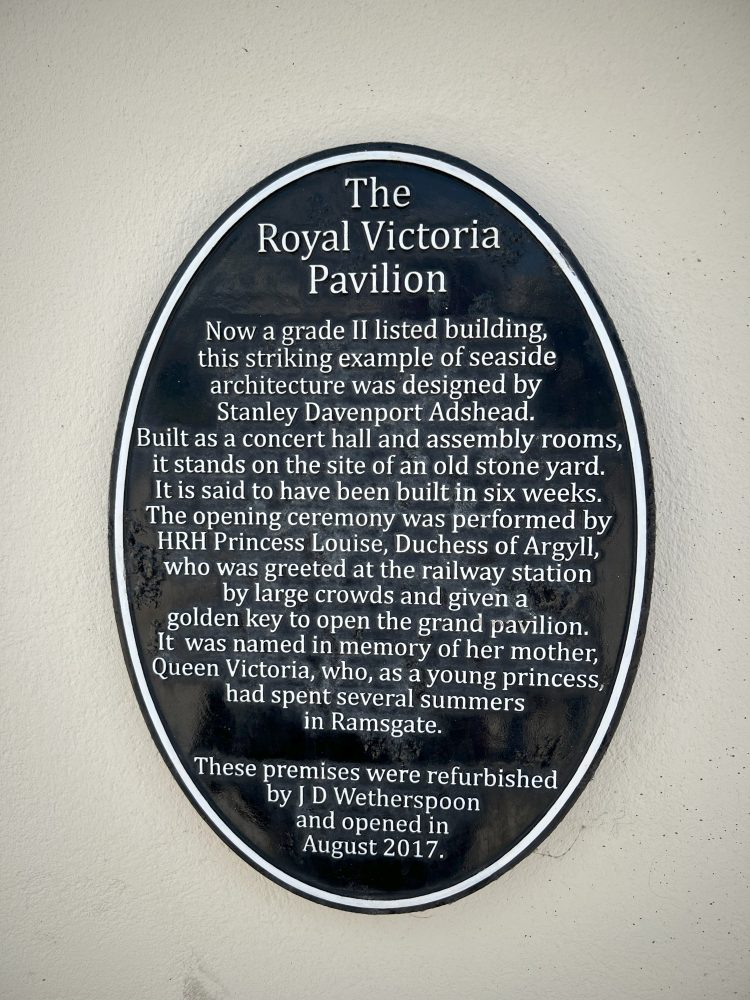 The
Royal Victoria
Pavilion
Now a grade II listed building,
this striking example of seaside
architecture was designed by
Stanley Davenport Adshead.
Built as a concert hall and assembly rooms,
it stands on the site of an old stone yard.
It is said to have been built in six weeks.
The opening ceremony was performed by
HRH Princess Louise, Duchess of Argyll,
who was greeted at the railway station
by large crowds and given a
golden key to open the grand pavilion.
It was named in memory of her mother,
Queen Victoria, who, as a young princess,
had spent several summers
in Ramsgate.
These premises were refurbished
by J D Wetherspoon
and opened in
August 2017.